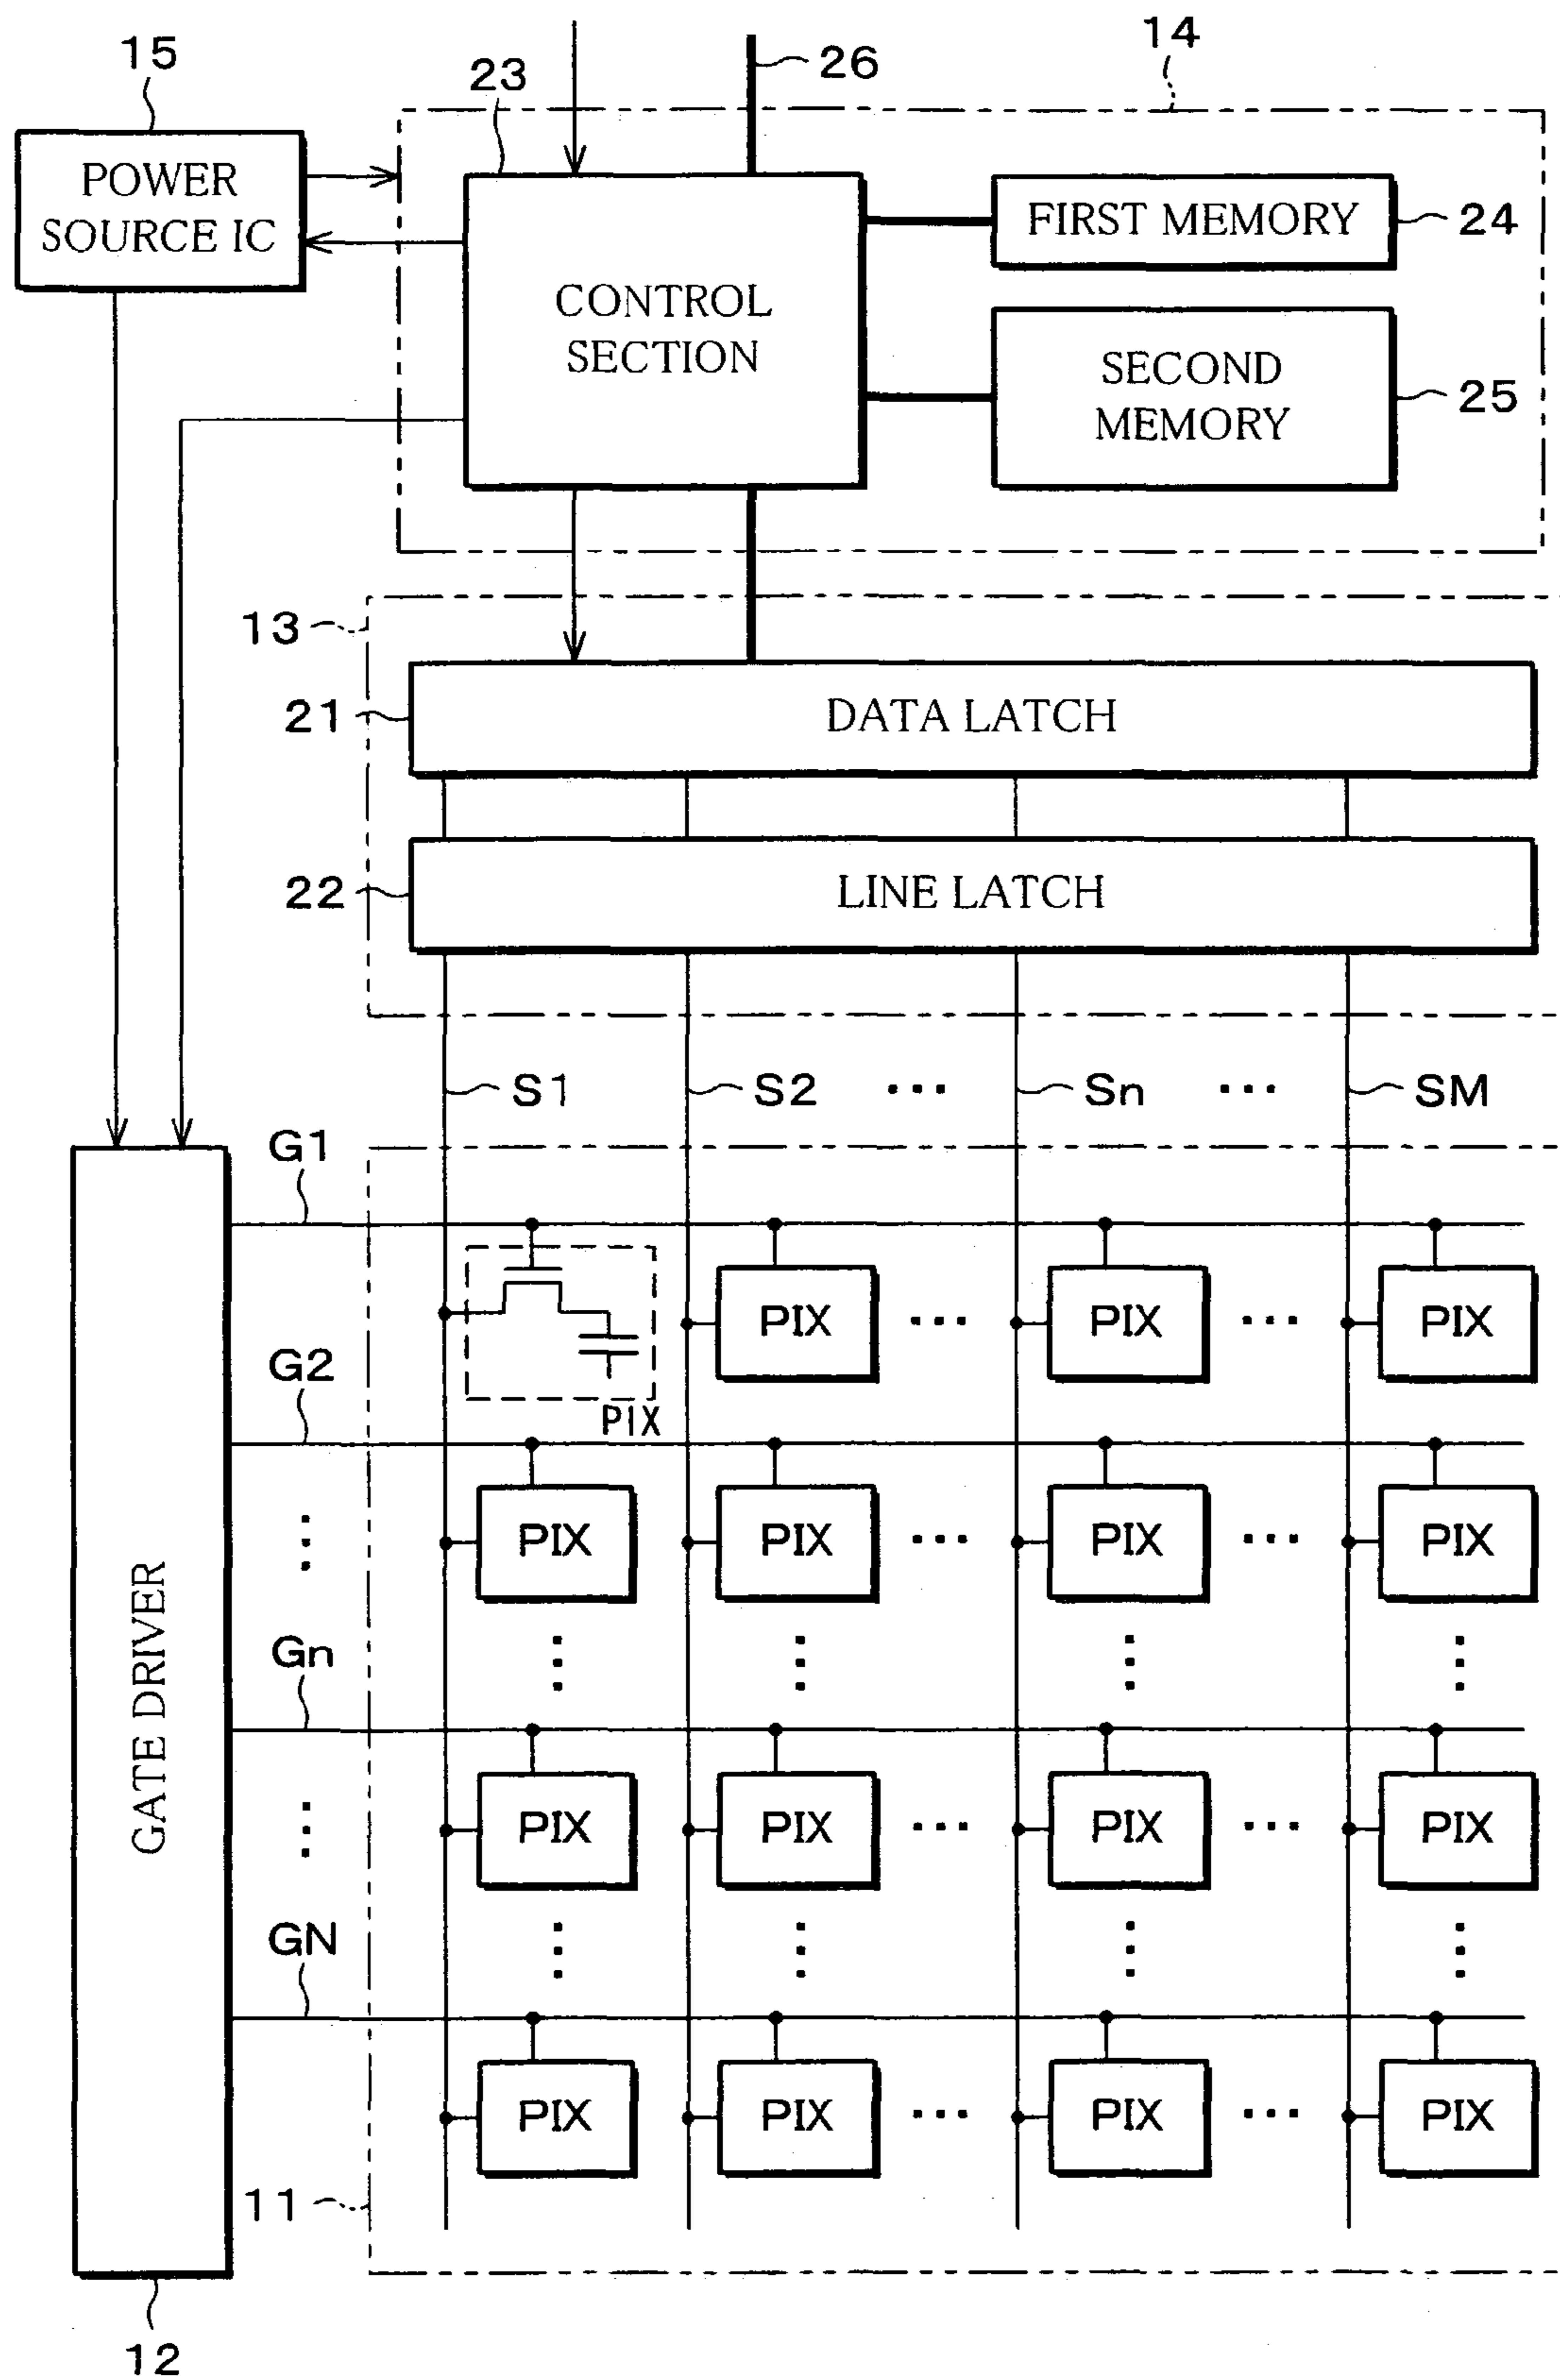 14
15
26
23
POWER
SOURCE IC
FIRST MEMORY
24
CONTROL
SECTION
SECOND
MEMORY
25
13
21
DATA LATCH
22
LINE LATCH
S1
S2
...
Sn
...
SM
G1
PIX
...
PIX
...
PIX
G2
PIX
PIX
PIX
...
PIX
...
PIX
GATE DRIVER
Gn
PIX
PIX
...
PIX
...
PIX
GN
PIX
PIX
...
PIX
...
PIX
11
12